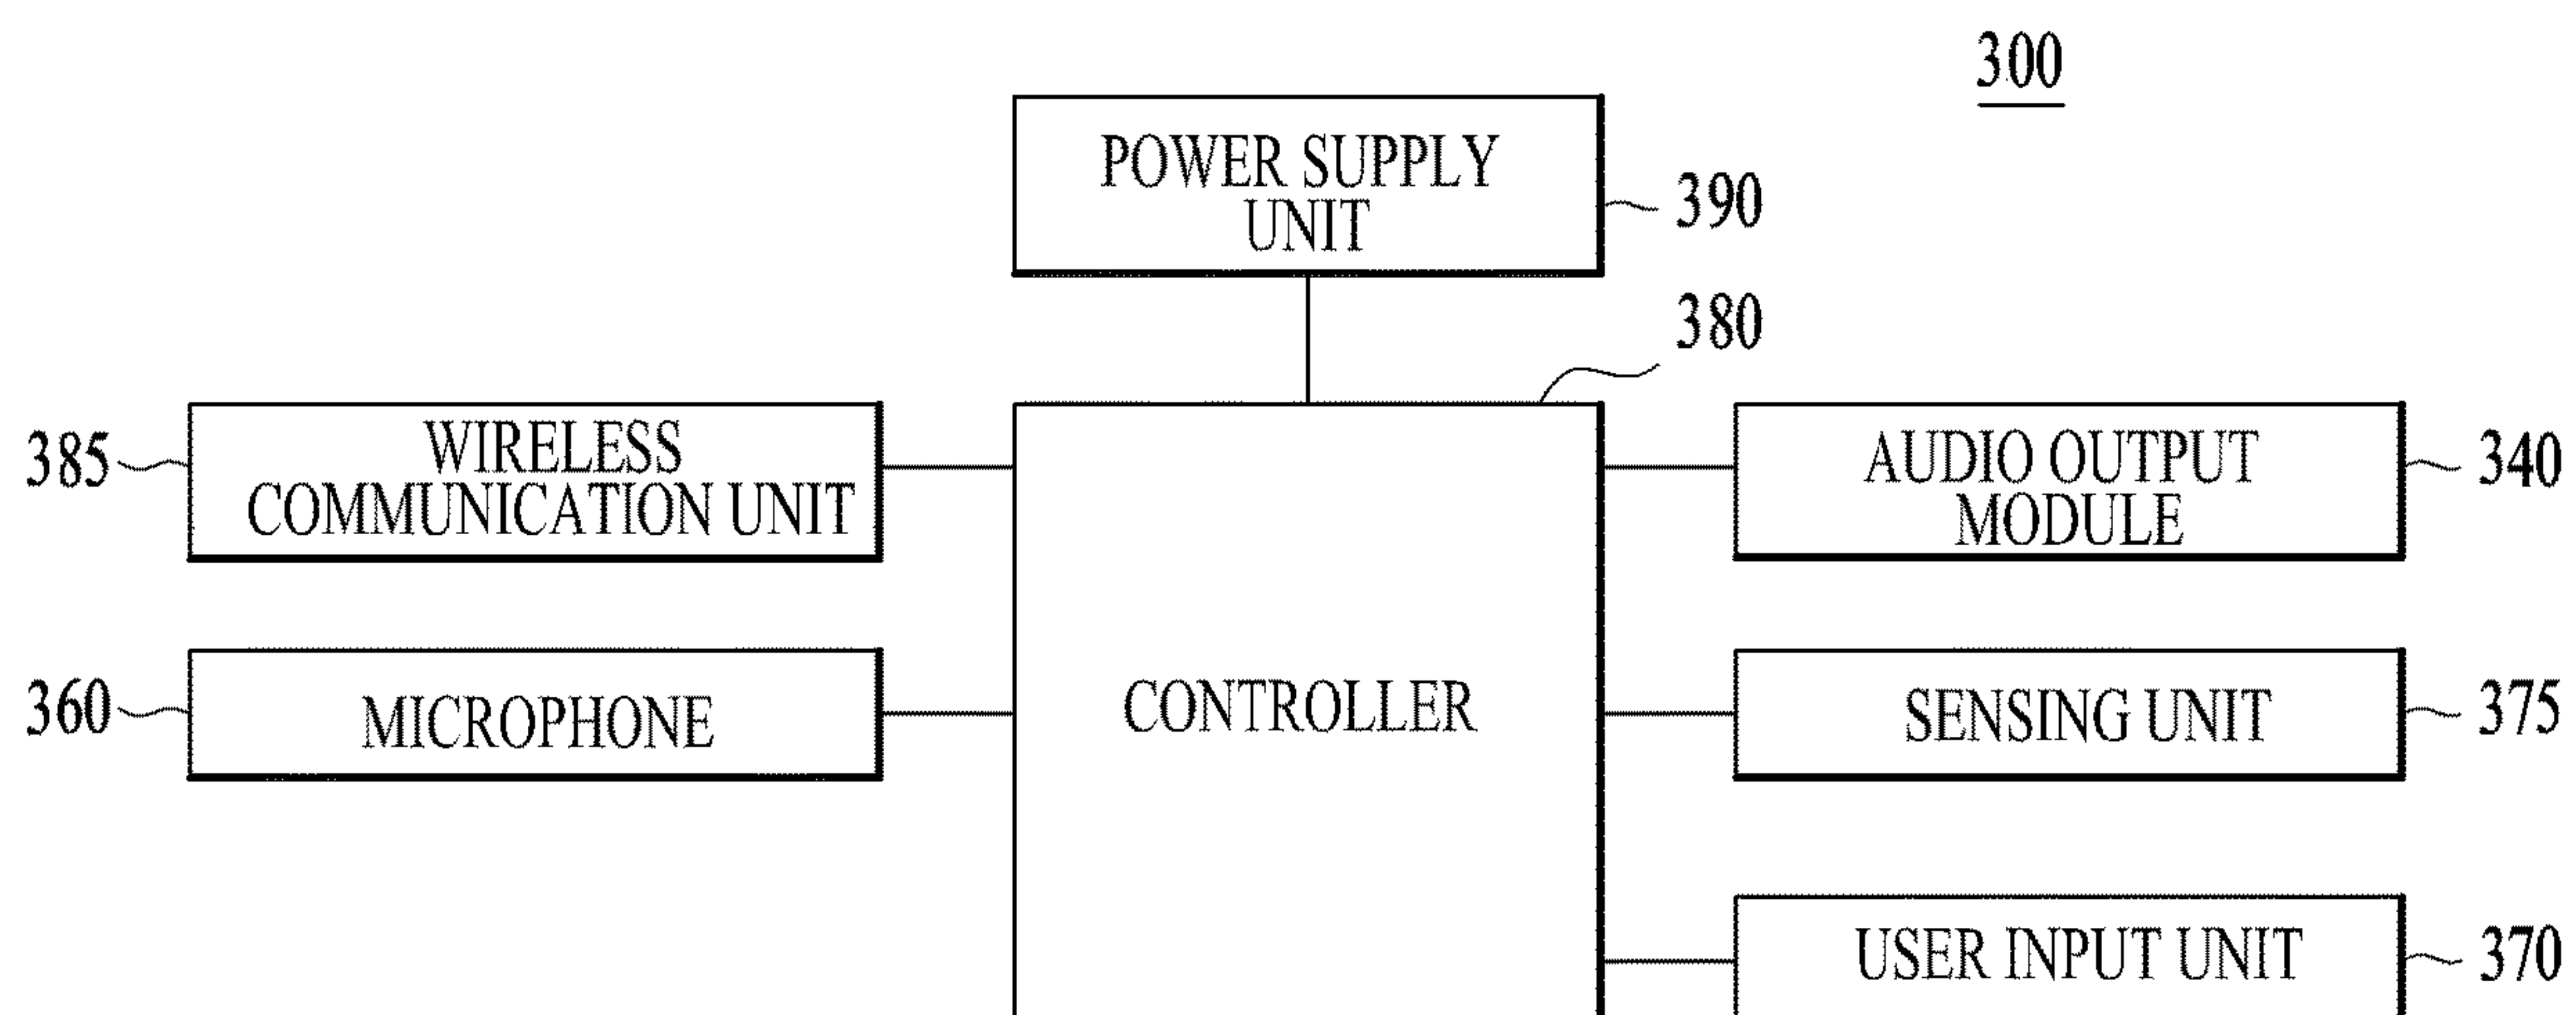 300
POWER SUPPLY
UNIT
390
380
385
WIRELESS
COMMUNICATION UNIT
AUDIO OUTPUT
MODULE
340
360
MICROPHONE
CONTROLLER
SENSING UNIT
375
USER INPUT UNIT
370